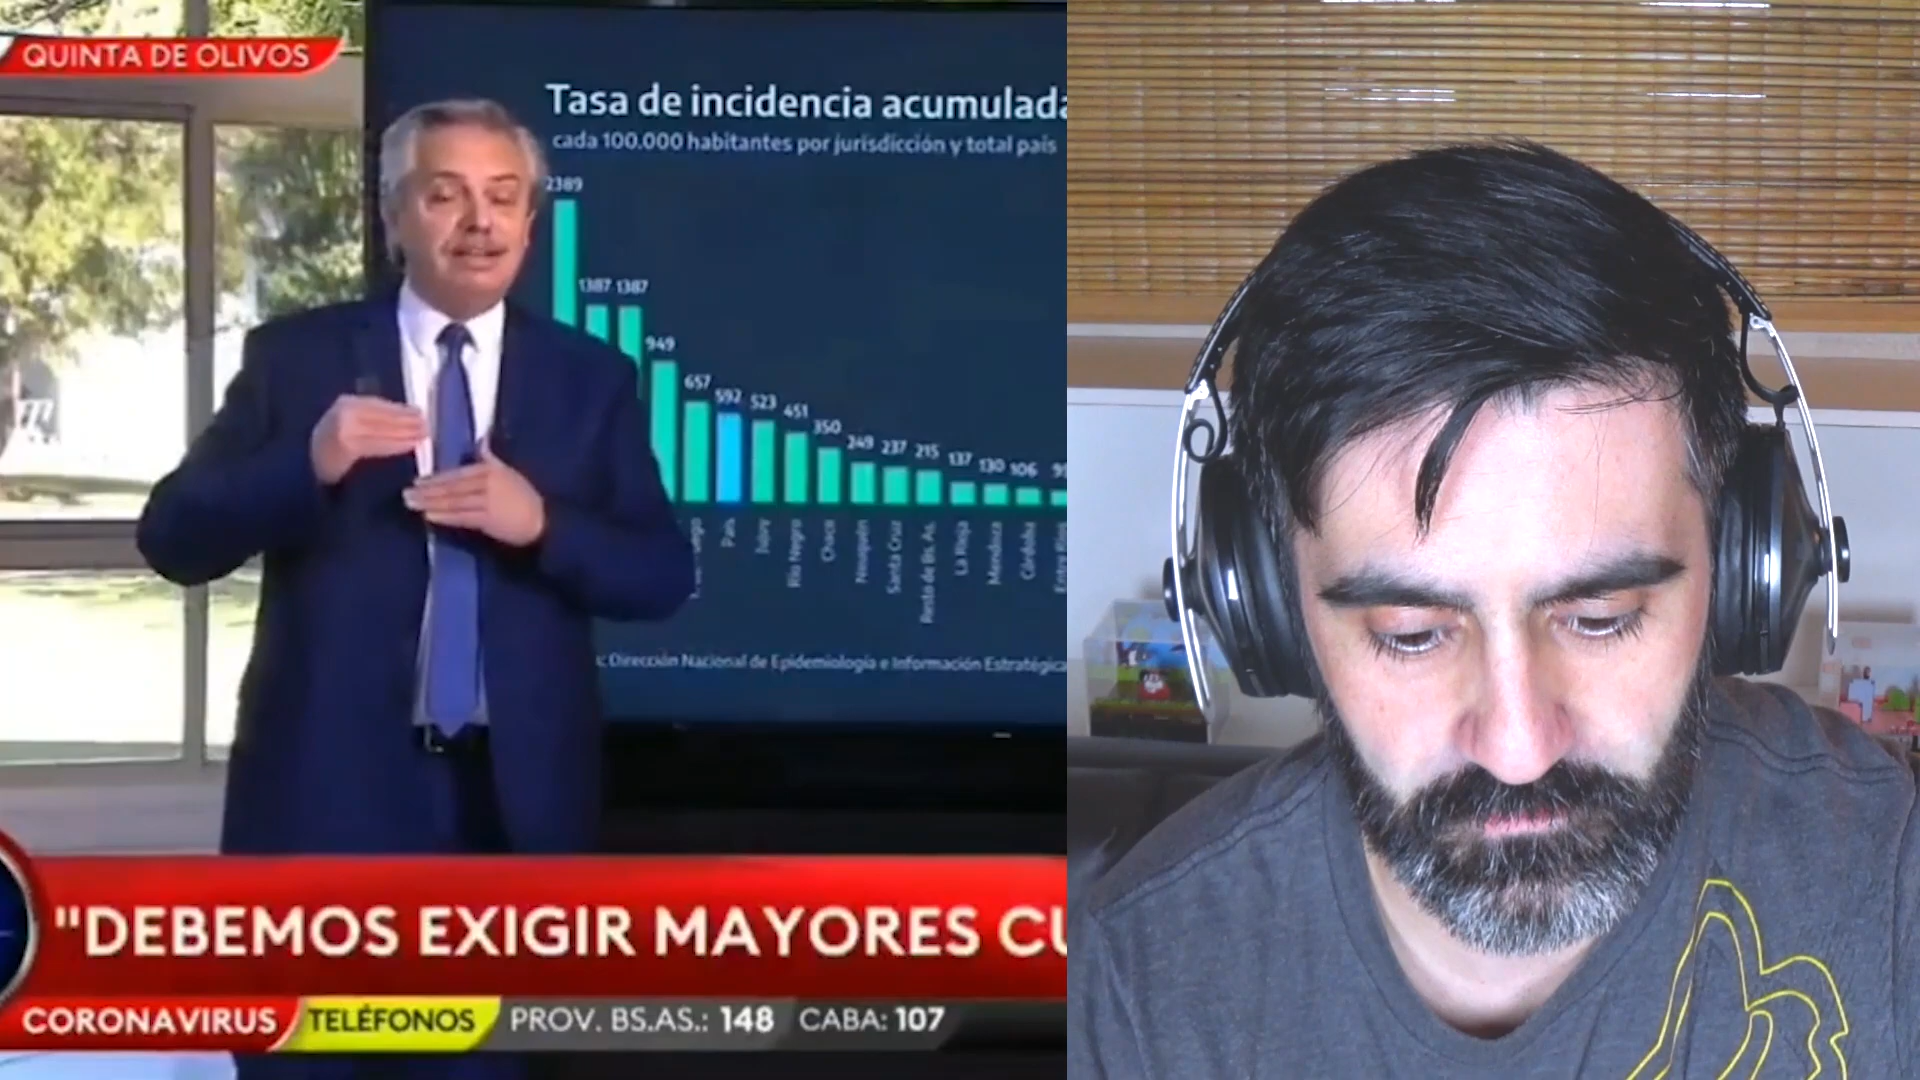 QUINTA DE OLIVOS
Tasa de incidencia acumulada
cada 100.000 habitantes por jurisdicción y total país
2389
1387 1387
949
657
592
523
451
350
249
237
215
137
130
106
País
Jujuy
Río Negro
Chaco
Neuquén
Santa Cruz
Resto de Bs. As.
La Rioja
Mendoza
Córdoba
Entre Ríos
Dirección Nacional de Epidemiología e Información Estratégica
"DEBEMOS EXIGIR MAYORES CU
CORONAVIRUS TELÉFONOS PROV. BS.AS.: 148 CABA: 107